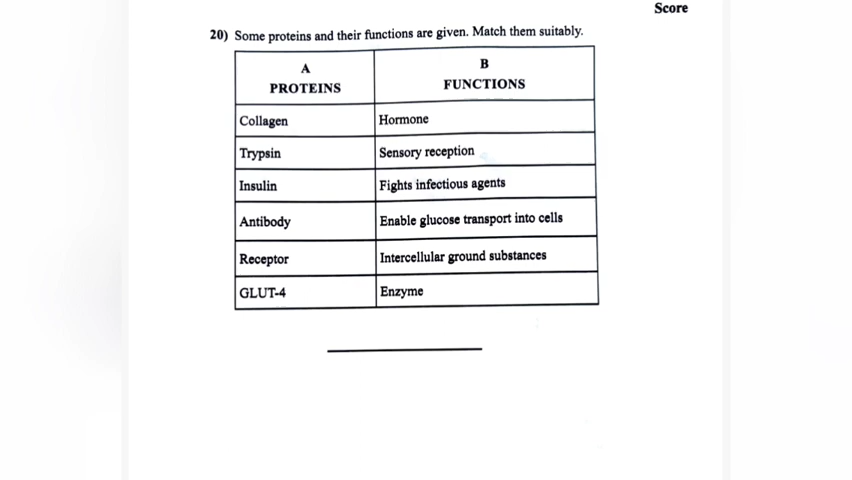 Score
20) Some proteins and their functions are given. Match them suitably.
A B
PROTEINS FUNCTIONS
Collagen Hormone
Trypsin Sensory reception
Insulin Fights infectious agents
Antibody Enable glucose transport into cells
Receptor Intercellular ground substances
GLUT-4 Enzyme